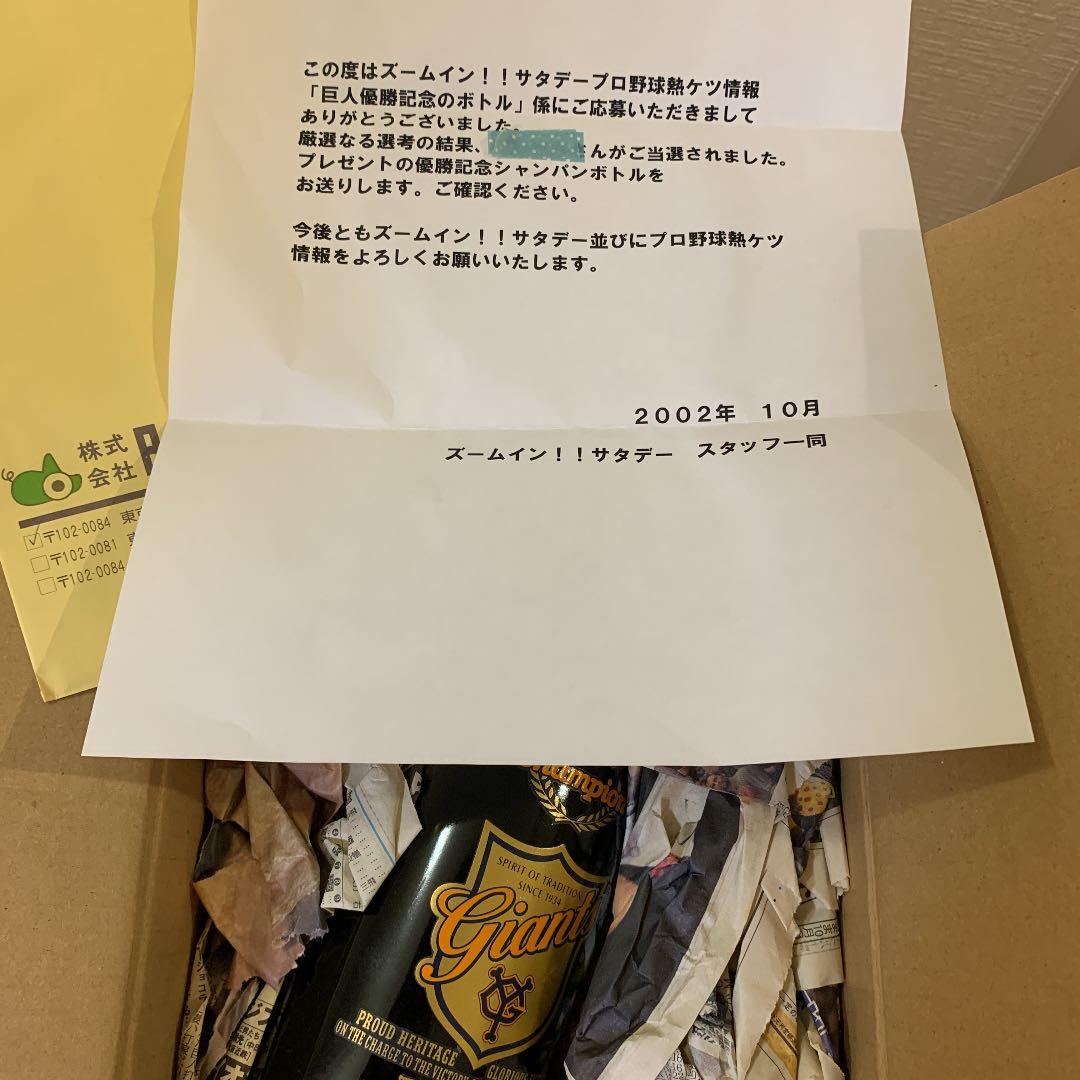 この度はズームイン！！サタデープロ野球熱ケツ情報
「巨人優勝記念のボトル」係にご応募いただきまして
ありがとうございました。
厳選なる選考の結果、 さんがご当選されました。
プレゼントの優勝記念シャンパンボトルを
お送りします。ご確認ください。
今後ともズームイン！！サタデー並びにプロ野球熱ケツ
情報をよろしくお願いいたします。
２００２年　１０月
ズームイン！！サタデー　スタッフ一同
株式
会社
〒102-0084 東京
〒102-0081
〒102-0084
Champion
SPIRIT OF TRADITION
SINCE 1934
Giants
PROUD HERITAGE
ON THE CHARGE TO THE VICTORY
GLORIOUS